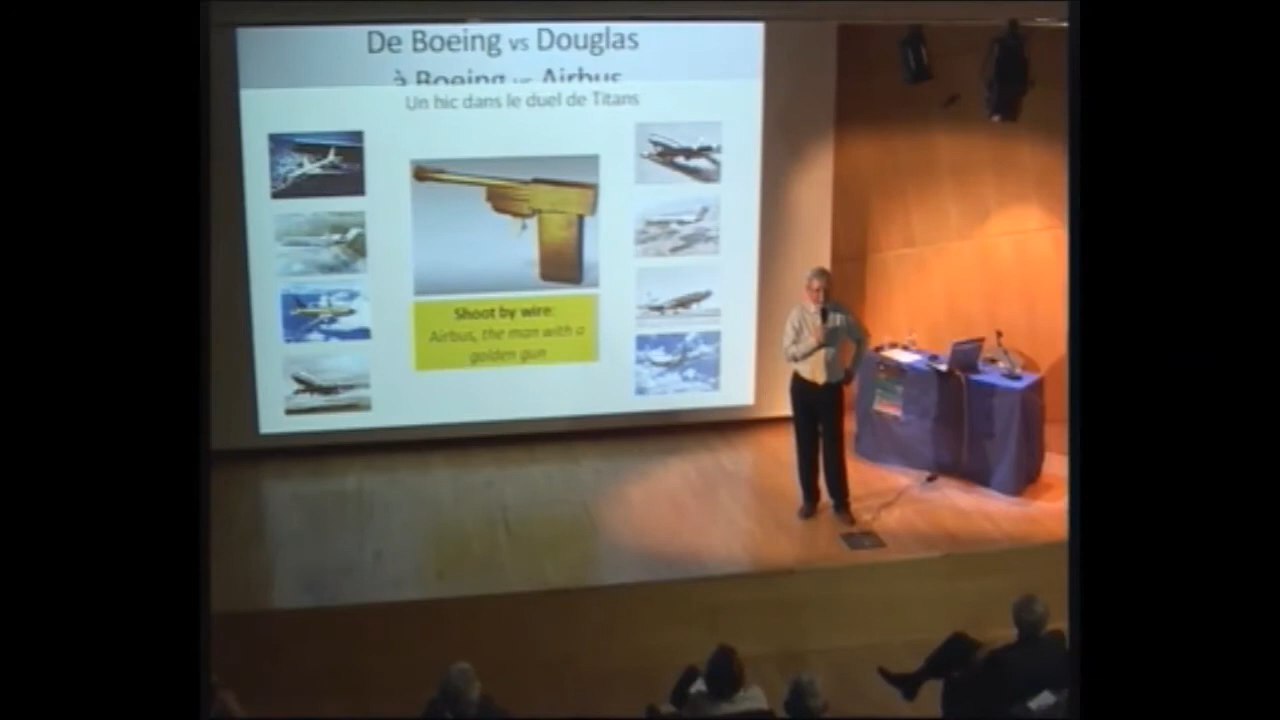 De Boeing vs Douglas
à Boeing vs Airbus
Un hic dans le duel de Titans
Shoot by wire:
Airbus, the man with a
golden gun